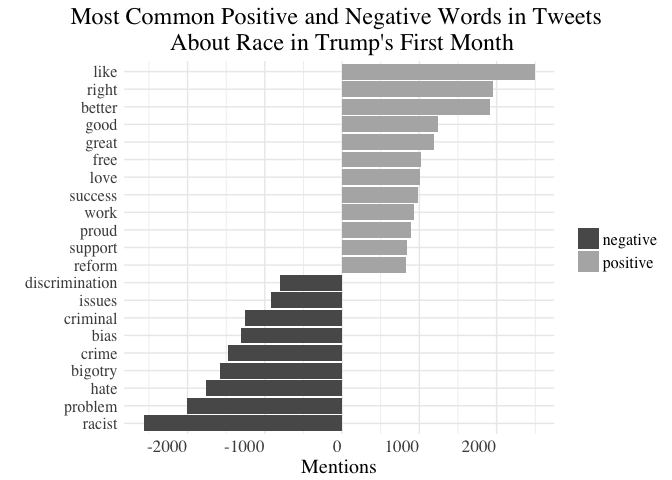 Most Common Positive and Negative Words in Tweets
About Race in Trump's First Month
like
right
better
good
great
free
love
success
work
proud
support
reform
discrimination
issues
criminal
bias
crime
bigotry
hate
problem
racist
negative
positive
-2000 -1000 0 1000 2000
Mentions